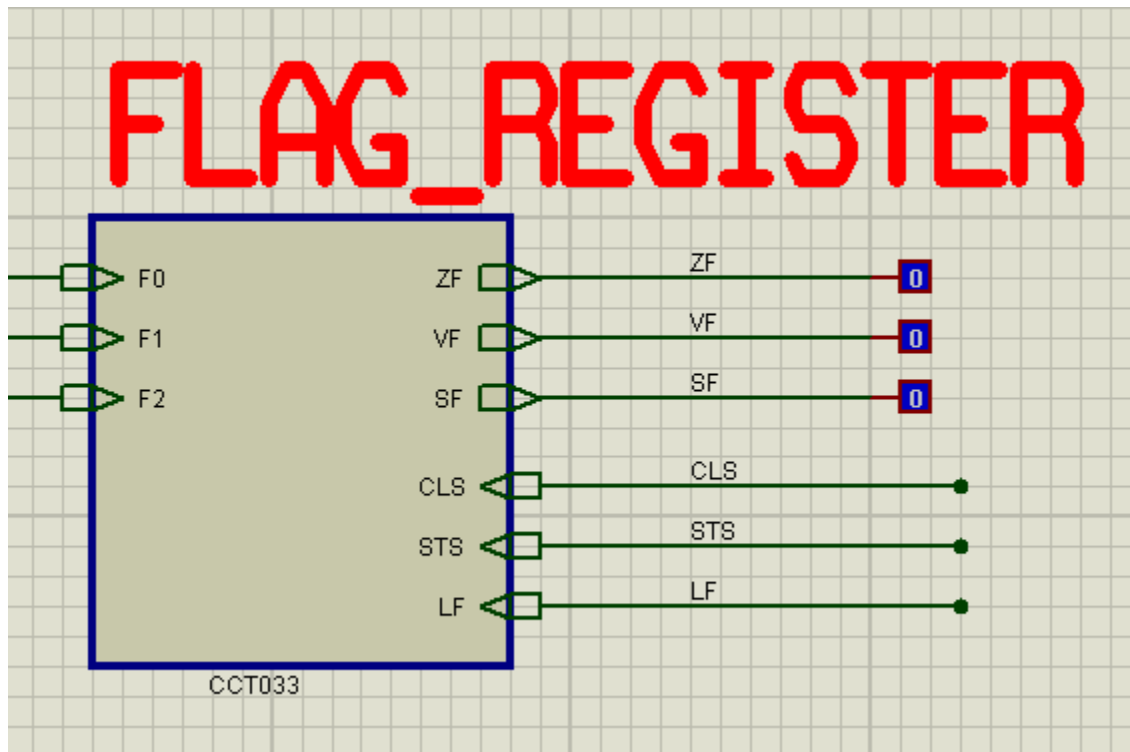 FLAG_REGISTER
F0 ZF ZF 0
F1 VF VF 0
F2 SF SF 0
CLS CLS
STS STS
LF LF
CCT033